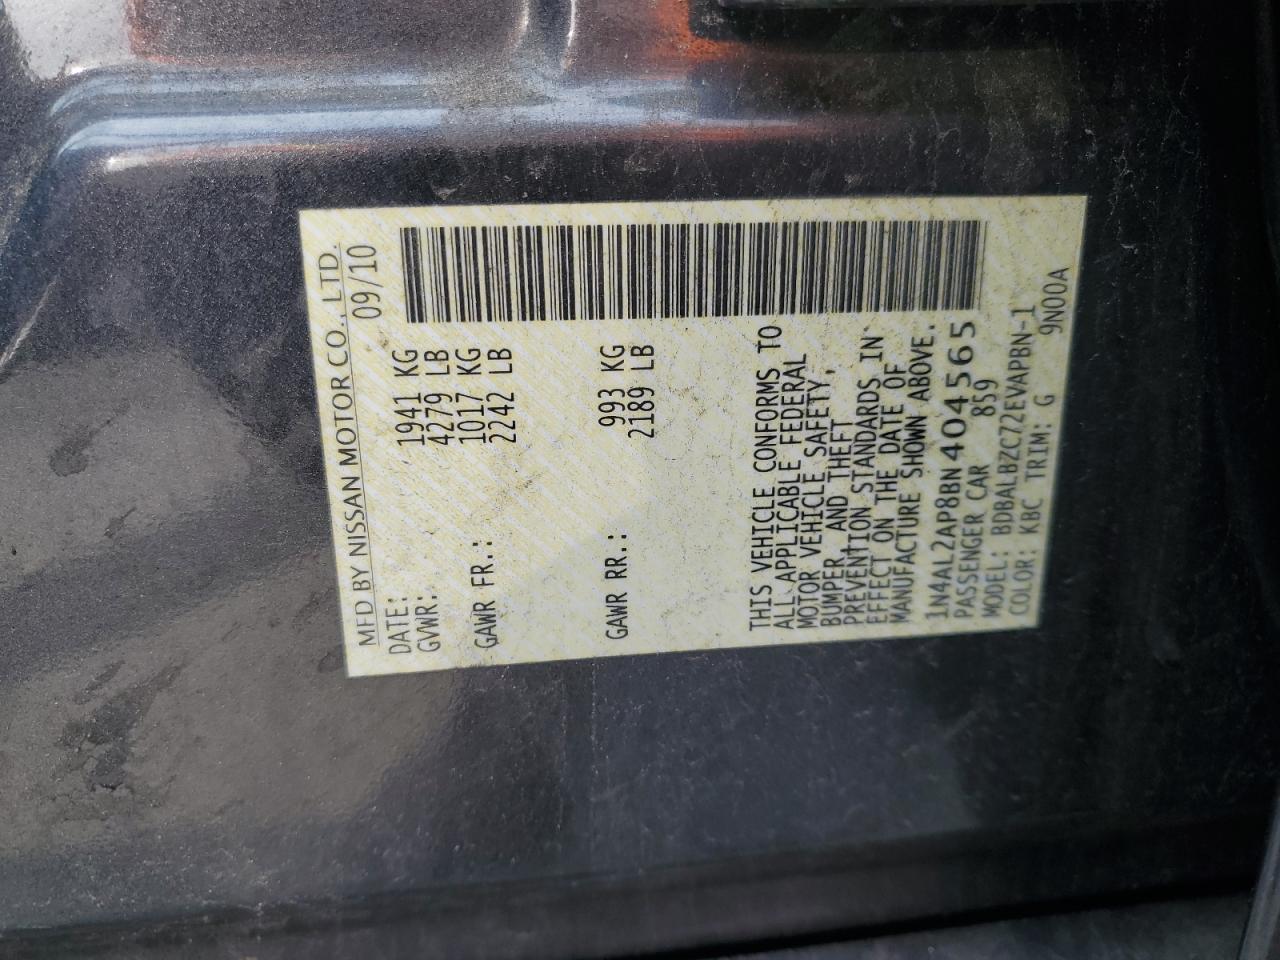 MFD BY NISSAN MOTOR CO., LTD.
DATE: 09/10
GVWR: 1941 KG
4279 LB
GAWR FR.: 1017 KG
2242 LB
GAWR RR.: 993 KG
2189 LB
THIS VEHICLE CONFORMS TO
ALL APPLICABLE FEDERAL
MOTOR VEHICLE SAFETY,
BUMPER, AND THEFT
PREVENTION STANDARDS IN
EFFECT ON THE DATE OF
MANUFACTURE SHOWN ABOVE.
1N4AL2AP8BN404565
PASSENGER CAR 859
MODEL: BDBALBZC72EVAPBN-1
COLOR: KBC TRIM: G 9N00A